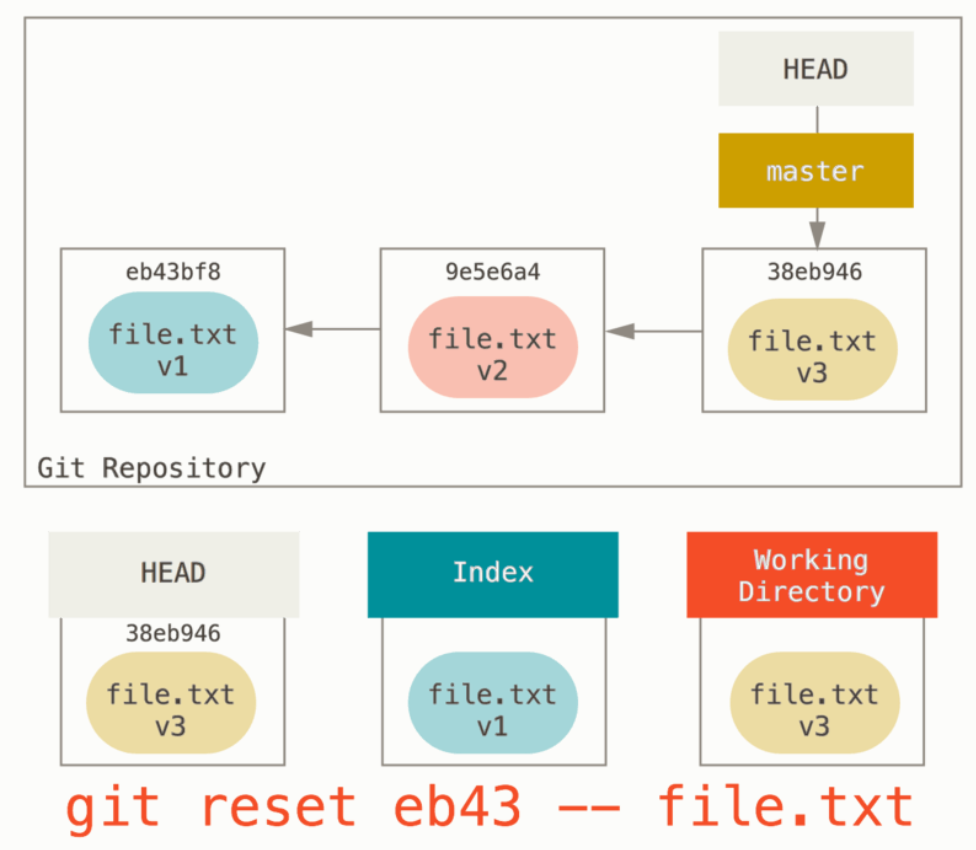 HEAD
master
eb43bf8
file.txt
v1
9e5e6a4
file.txt
v2
38eb946
file.txt
v3
Git Repository
HEAD
38eb946
file.txt
v3
Index
file.txt
v1
Working
Directory
file.txt
v3
git reset eb43 -- file.txt